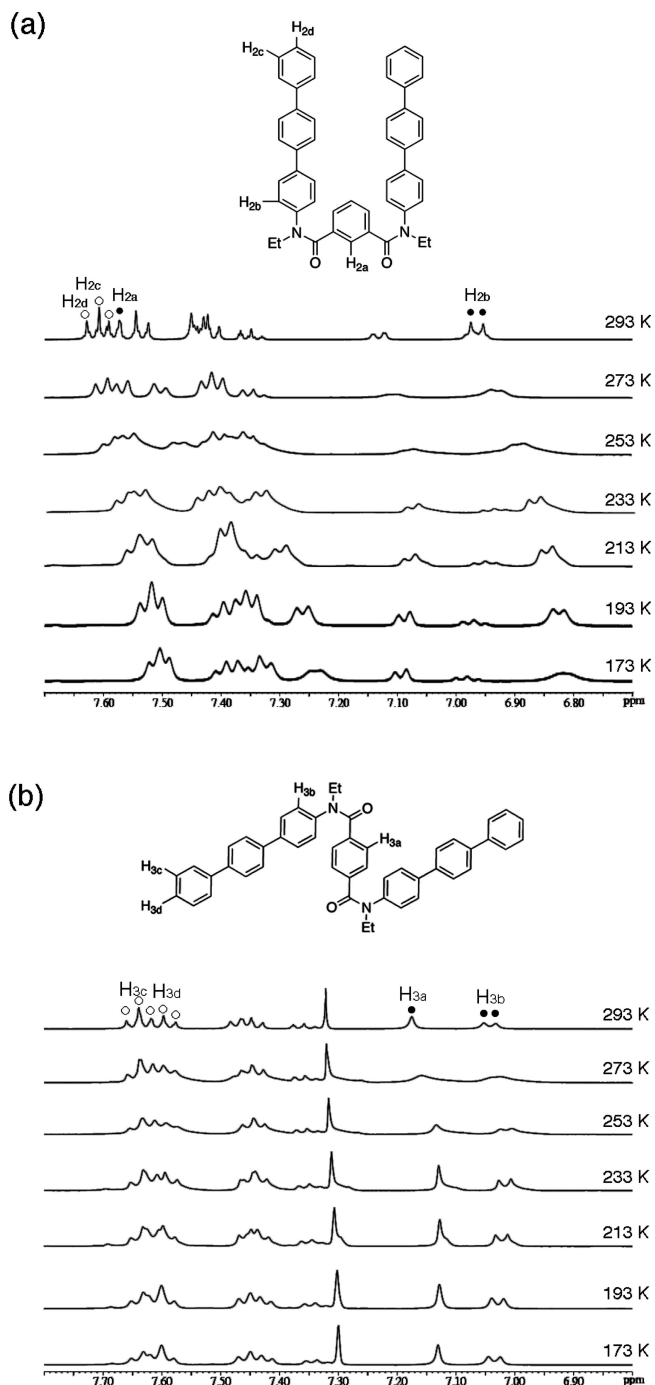 (a)
H2d
H2c
H2b
N
N
Et
Et
O
O
H2a
H2c
H2d
H2a
H2b
293 K
273 K
253 K
233 K
213 K
193 K
173 K
7.60 7.50 7.40 7.30 7.20 7.10 7.00 6.90 6.80 ppm
(b)
Et
H3b
N
O
H3a
H3c
H3d
O
N
Et
H3c H3d
H3a
H3b
293 K
273 K
253 K
233 K
213 K
193 K
173 K
7.70 7.60 7.50 7.40 7.30 7.20 7.10 7.00 6.90 ppm